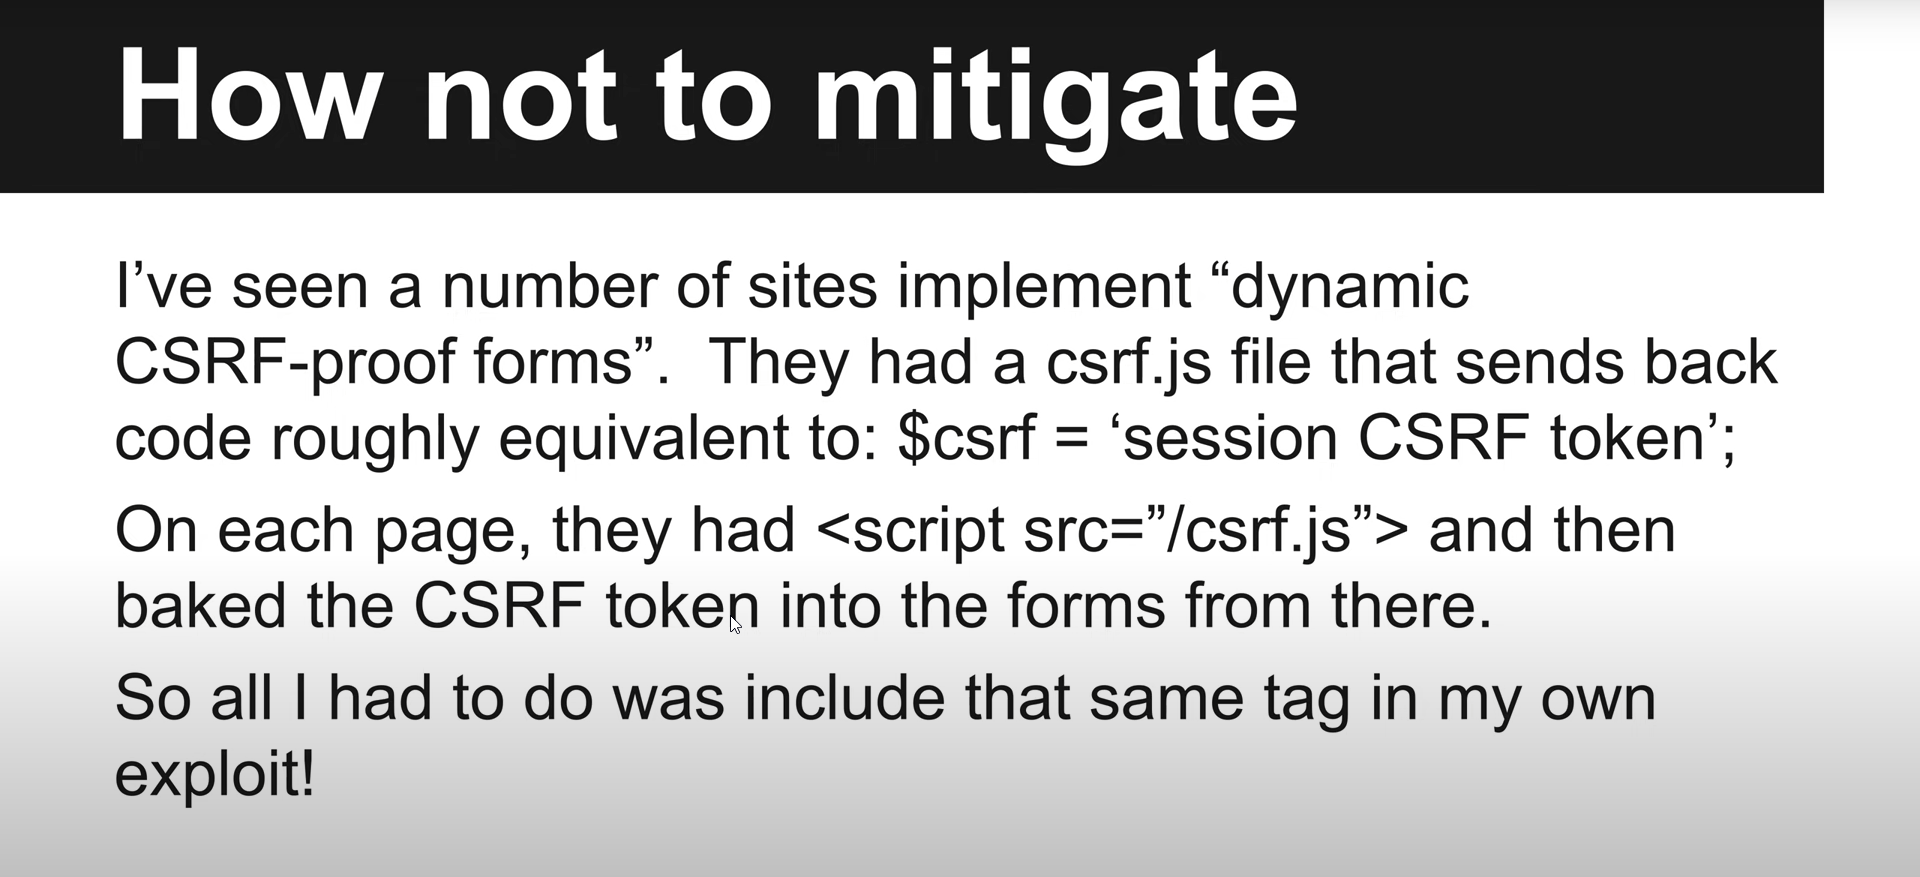 How not to mitigate
I’ve seen a number of sites implement “dynamic
CSRF-proof forms”.  They had a csrf.js file that sends back
code roughly equivalent to: $csrf = ‘session CSRF token’;
On each page, they had <script src=”/csrf.js”> and then
baked the CSRF token into the forms from there.
So all I had to do was include that same tag in my own
exploit!